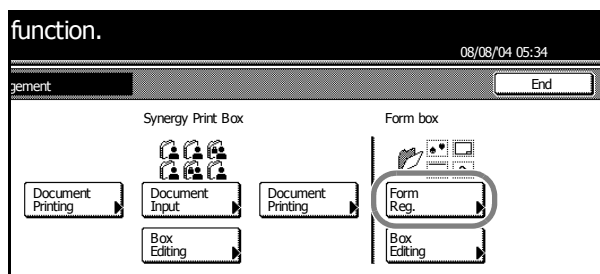 function.
08/08/'04 05:34
gement
End
Synergy Print Box
Form box
Document
Printing
Document
Input
Document
Printing
Form
Reg.
Box
Editing
Box
Editing